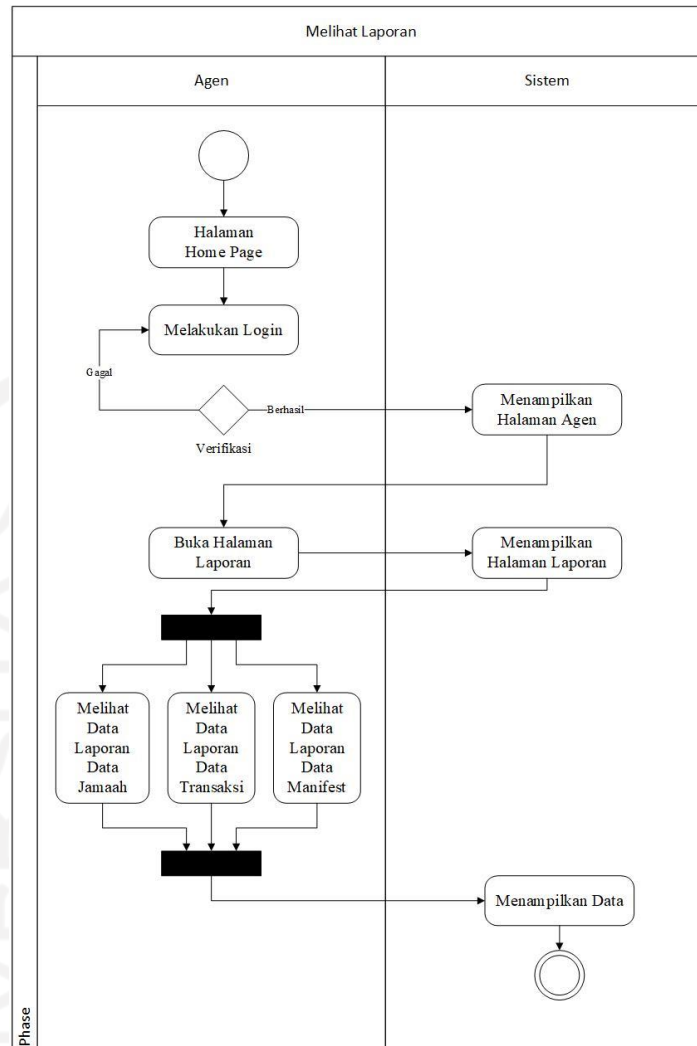 Melihat Laporan
Agen
Sistem
Halaman
Home Page
Melakukan Login
Gagal
Berhasil
Verifikasi
Menampilkan
Halaman Agen
Buka Halaman
Laporan
Menampilkan
Halaman Laporan
Melihat
Data
Laporan
Data
Jamaah
Melihat
Data
Laporan
Data
Transaksi
Melihat
Data
Laporan
Data
Manifest
Menampilkan Data
Phase